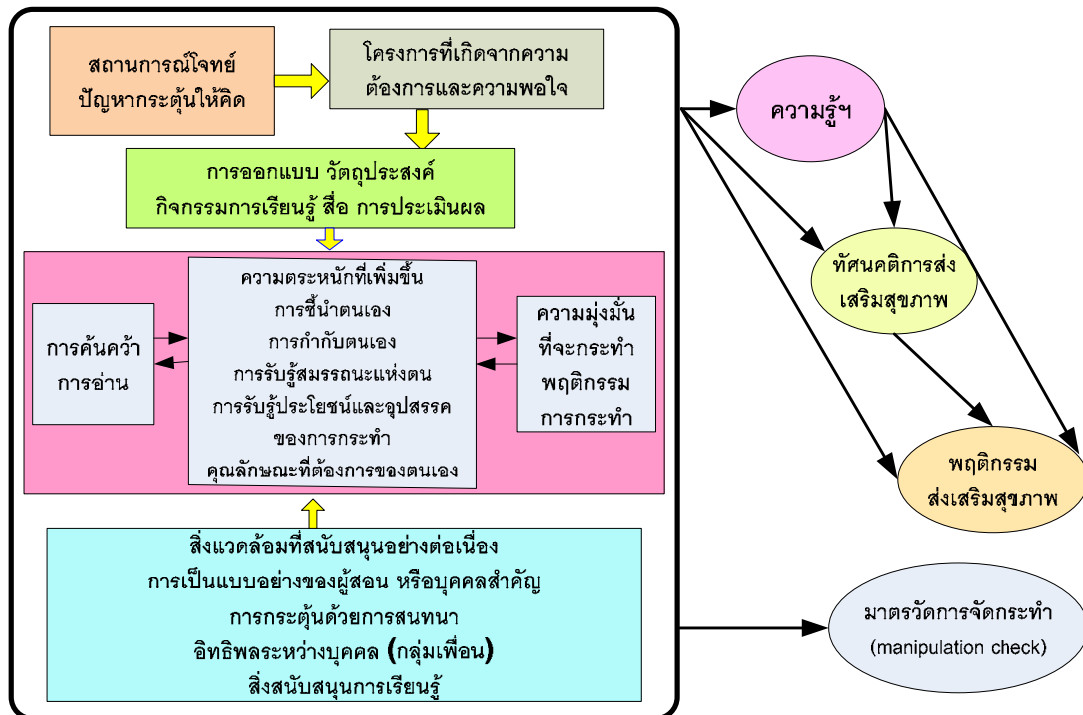 สถานการณ์โจทย์
ปัญหากระตุ้นให้คิด
โครงการที่เกิดจากความ
ต้องการและความพอใจ
การออกแบบ วัตถุประสงค์
กิจกรรมการเรียนรู้ สื่อ การประเมินผล
การค้นคว้า
การอ่าน
ความตระหนักที่เพิ่มขึ้น
การชี้นำตนเอง
การกำกับตนเอง
การรับรู้สมรรถนะแห่งตน
การรับรู้ประโยชน์และอุปสรรค
ของการกระทำ
คุณลักษณะที่ต้องการของตนเอง
ความมุ่งมั่น
ที่จะกระทำ
พฤติกรรม
การกระทำ
สิ่งแวดล้อมที่สนับสนุนอย่างต่อเนื่อง
การเป็นแบบอย่างของผู้สอน หรือบุคคลสำคัญ
การกระตุ้นด้วยการสนทนา
อิทธิพลระหว่างบุคคล (กลุ่มเพื่อน)
สิ่งสนับสนุนการเรียนรู้
ความรู้ฯ
ทัศนคติการส่ง
เสริมสุขภาพ
พฤติกรรม
ส่งเสริมสุขภาพ
มาตรวัดการจัดกระทำ
(manipulation check)